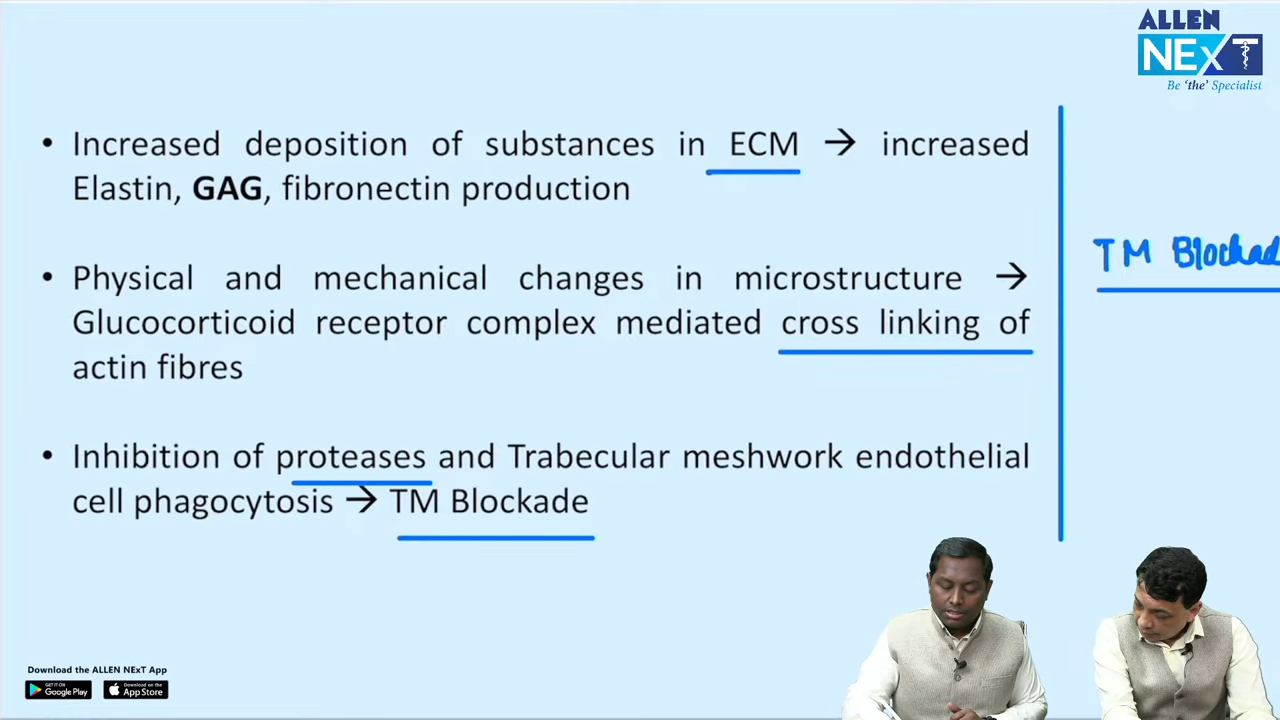 ALLEN
NExT
Be 'the' Specialist
• Increased deposition of substances in ECM → increased
Elastin, GAG, fibronectin production
• Physical and mechanical changes in microstructure →
Glucocorticoid receptor complex mediated cross linking of
actin fibres
• Inhibition of proteases and Trabecular meshwork endothelial
cell phagocytosis → TM Blockade
TM Blockad
Download the ALLEN NExT App
GET IT ON
Google Play
Download on the
App Store